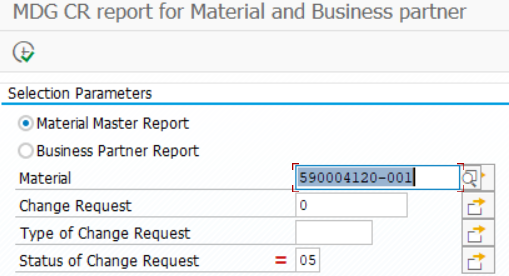 MDG CR report for Material and Business partner
Selection Parameters
Material Master Report
Business Partner Report
Material 590004120-001
Change Request 0
Type of Change Request
Status of Change Request = 05